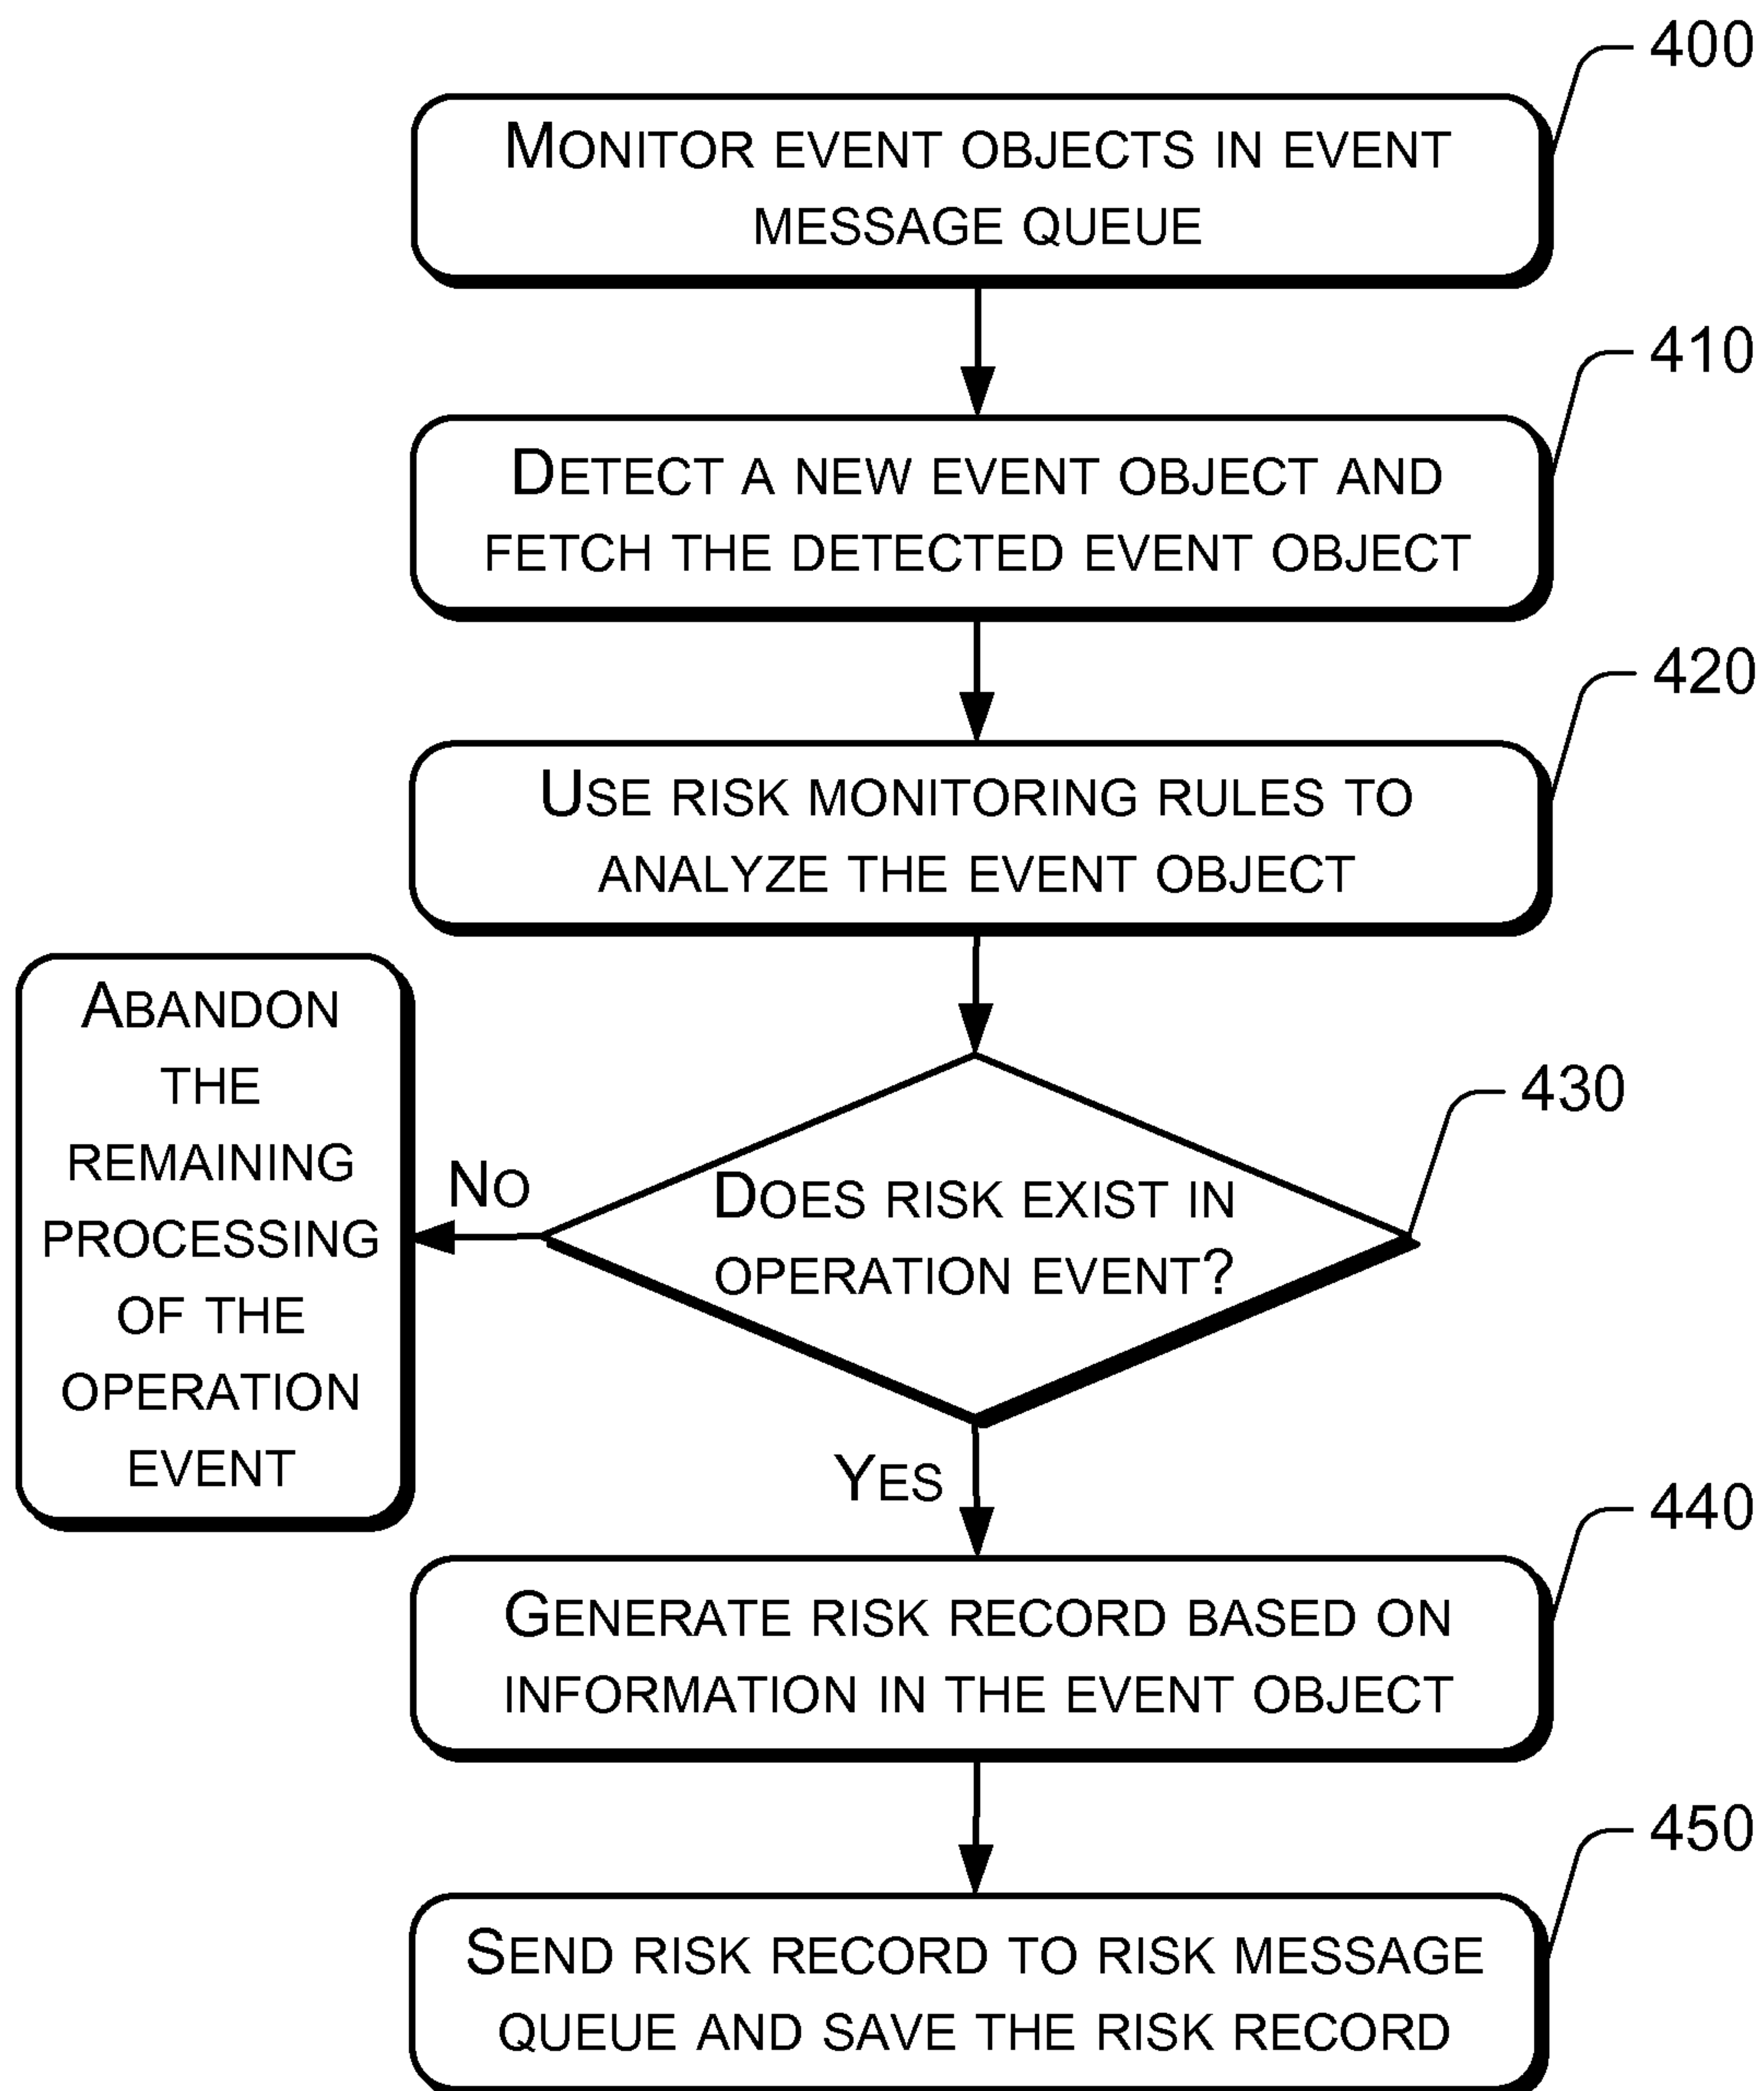 400
MONITOR EVENT OBJECTS IN EVENT
MESSAGE QUEUE
410
DETECT A NEW EVENT OBJECT AND
FETCH THE DETECTED EVENT OBJECT
420
USE RISK MONITORING RULES TO
ANALYZE THE EVENT OBJECT
430
DOES RISK EXIST IN
OPERATION EVENT?
NO
ABANDON
THE
REMAINING
PROCESSING
OF THE
OPERATION
EVENT
YES
440
GENERATE RISK RECORD BASED ON
INFORMATION IN THE EVENT OBJECT
450
SEND RISK RECORD TO RISK MESSAGE
QUEUE AND SAVE THE RISK RECORD